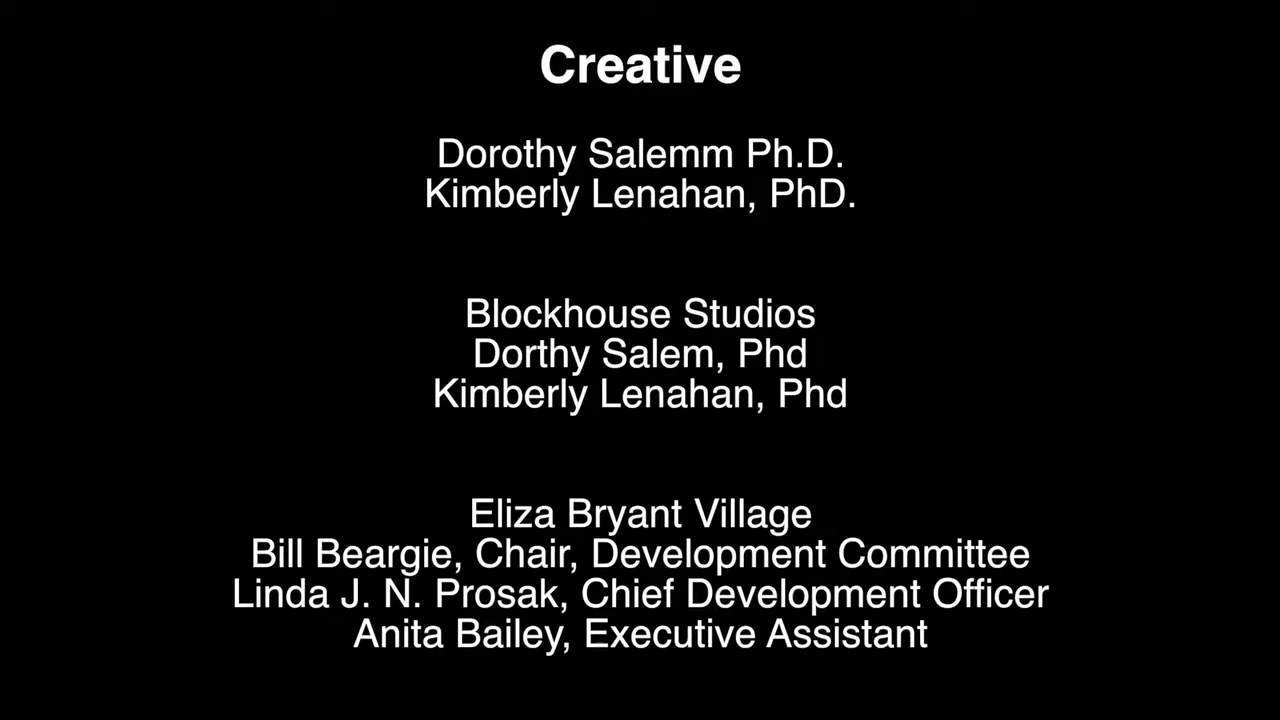 Creative
Dorothy Salemm Ph.D.
Kimberly Lenahan, PhD.
Blockhouse Studios
Dorthy Salem, Phd
Kimberly Lenahan, Phd
Eliza Bryant Village
Bill Beargie, Chair, Development Committee
Linda J. N. Prosak, Chief Development Officer
Anita Bailey, Executive Assistant